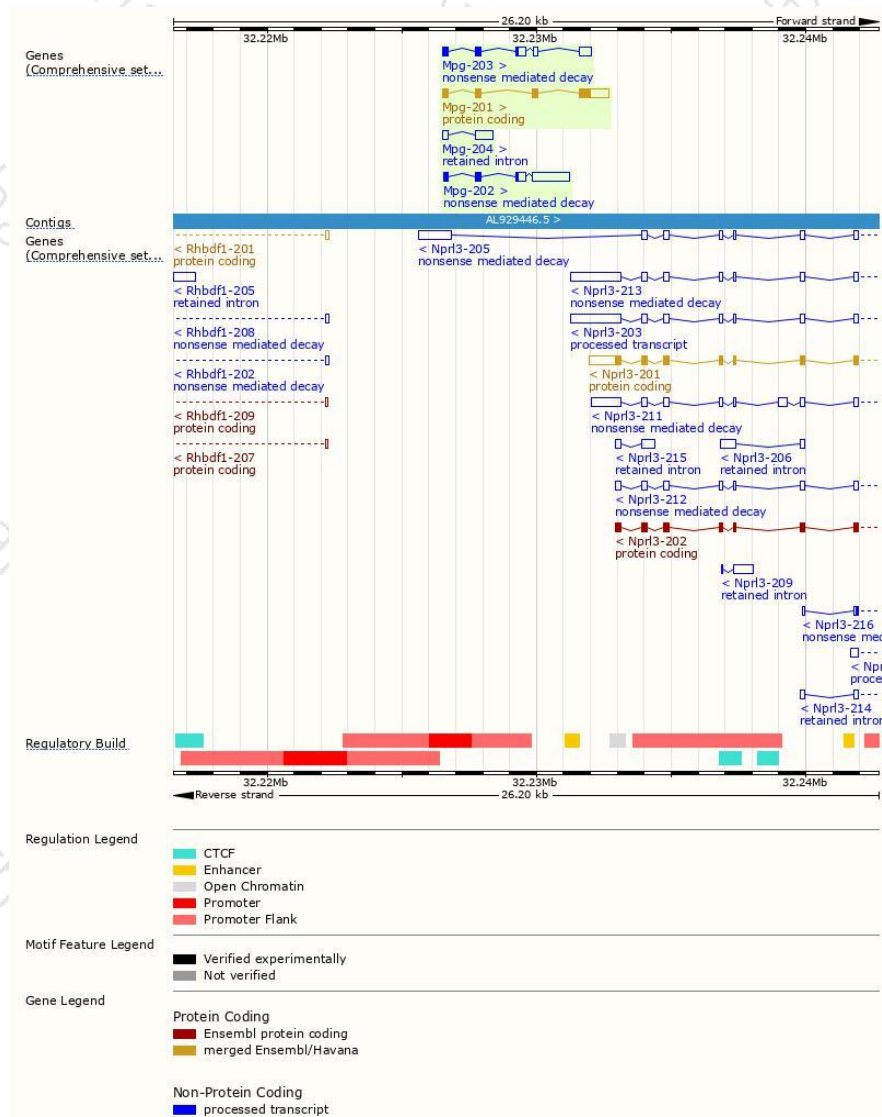 26.20 kb Forward strand
32.22Mb 32.23Mb 32.24Mb
Genes
(Comprehensive set...
Mpg-203 >
nonsense mediated decay
Mpg-201 >
protein coding
Mpg-204 >
retained intron
Mpg-202 >
nonsense mediated decay
Contigs AL929446.5 >
Genes
(Comprehensive set...
< Rhbdf1-201 < Nprl3-205
protein coding nonsense mediated decay
< Rhbdf1-205 < Nprl3-213
retained intron nonsense mediated decay
< Rhbdf1-208 < Nprl3-203
nonsense mediated decay processed transcript
< Rhbdf1-202 < Nprl3-201
nonsense mediated decay protein coding
< Rhbdf1-209 < Nprl3-211
protein coding nonsense mediated decay
< Rhbdf1-207 < Nprl3-215 < Nprl3-206
protein coding retained intron retained intron
< Nprl3-212
nonsense mediated decay
< Nprl3-202
protein coding
< Nprl3-209
retained intron
< Nprl3-216
nonsense med
< Npr
proce
< Nprl3-214
retained intror
Regulatory Build
32.22Mb 32.23Mb 32.24Mb
Reverse strand 26.20 kb
Regulation Legend
CTCF
Enhancer
Open Chromatin
Promoter
Promoter Flank
Motif Feature Legend
Verified experimentally
Not verified
Gene Legend
Protein Coding
Ensembl protein coding
merged Ensembl/Havana
Non-Protein Coding
processed transcript